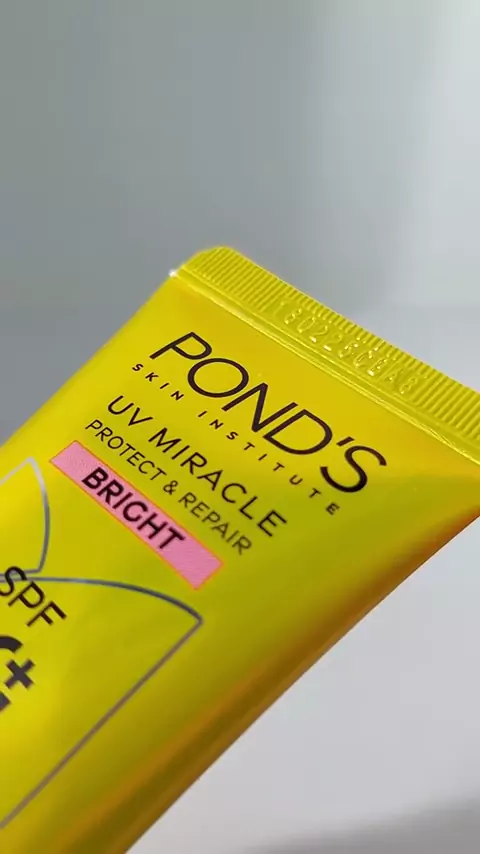 POND'S
SKIN INSTITUTE
UV MIRACLE
PROTECT & REPAIR
BRIGHT
SPF